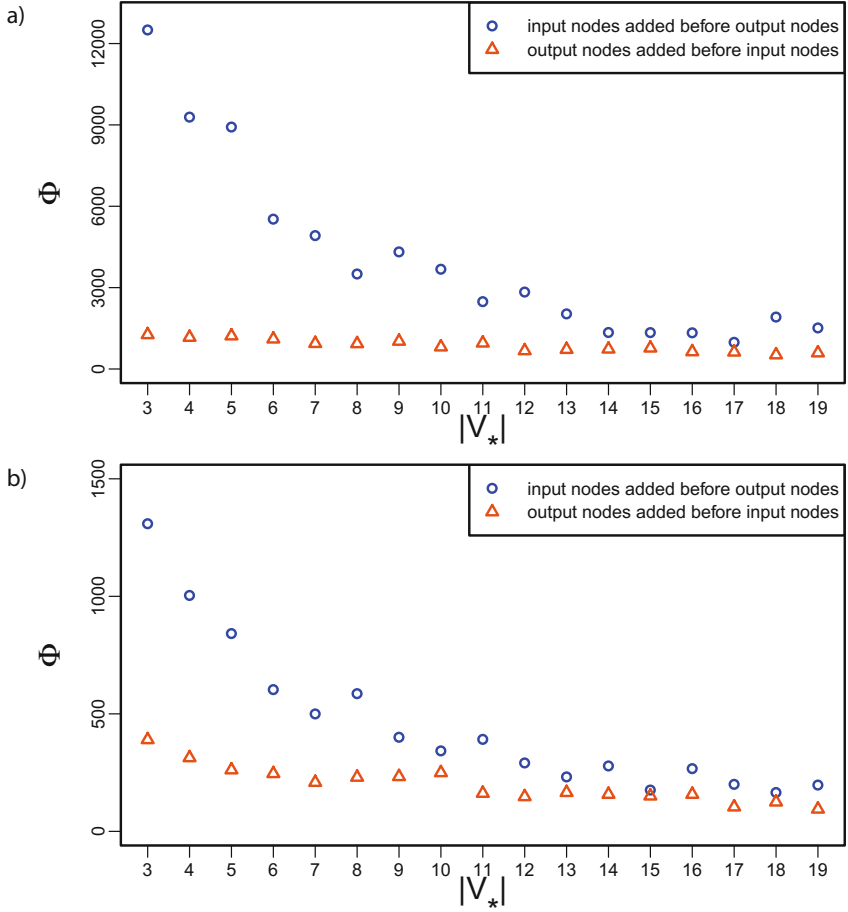 a)
input nodes added before output nodes
output nodes added before input nodes
12000
9000
6000
3000
0
Φ
3 4 5 6 7 8 9 10 11 12 13 14 15 16 17 18 19
|V*|
b)
input nodes added before output nodes
output nodes added before input nodes
1500
1000
500
0
Φ
3 4 5 6 7 8 9 10 11 12 13 14 15 16 17 18 19
|V*|